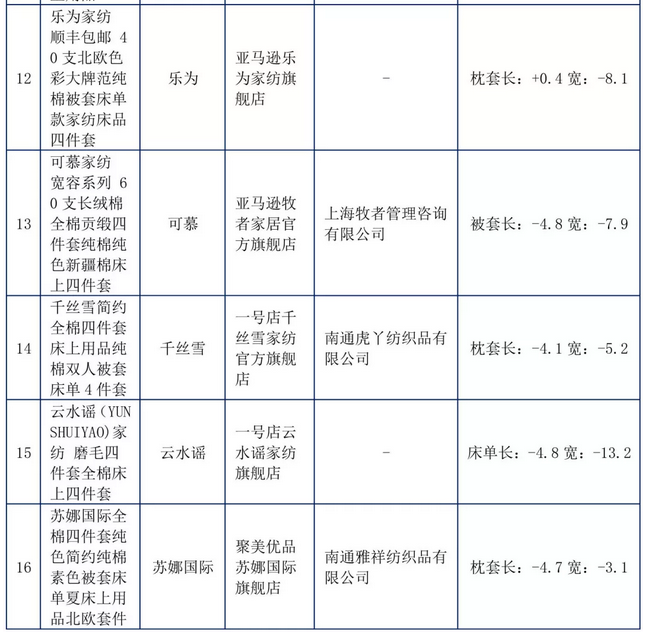 12
乐为家纺
顺丰包邮 4
0 支北欧色
彩大牌范纯
棉被套床单
款家纺床品
四件套
乐为
亚马逊乐
为家纺旗
舰店
-
枕套长：+0.4 宽：-8.1
13
可慕家纺
宽容系列 6
0 支长绒棉
全棉贡缎四
件套纯棉纯
色新疆棉床
上四件套
可慕
亚马逊牧
者家居官
方旗舰店
上海牧者管理咨询
有限公司
被套长：-4.8 宽：-7.9
14
千丝雪简约
全棉四件套
床上用品纯
棉双人被套
床单 4 件套
千丝雪
一号店千
丝雪家纺
官方旗舰
店
南通虎丫纺织品有
限公司
枕套长：-4.1 宽：-5.2
15
云水谣（YUN
SHUIYAO)家
纺 磨毛四
件套全棉床
上四件套
云水谣
一号店云
水谣家纺
旗舰店
-
床单长：-4.8 宽：-13.2
16
苏娜国际全
棉四件套纯
色简约纯棉
素色被套床
单夏床上用
品北欧套件
苏娜国际
聚美优品
苏娜国际
旗舰店
南通雅祥纺织品有
限公司
枕套长：-4.7 宽：-3.1